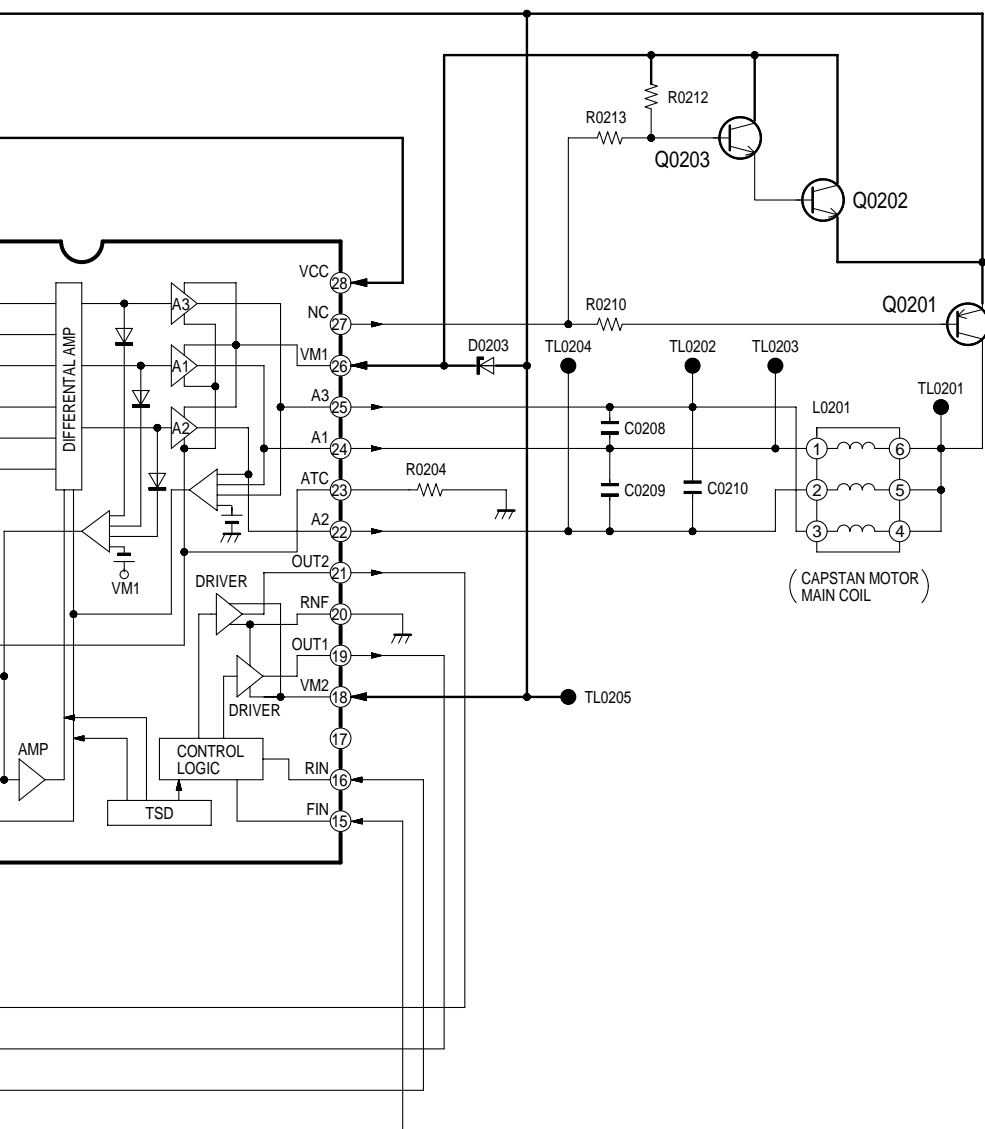 R0212
R0213
Q0203
Q0202
VCC
28
A3
NC
27
R0210
Q0201
DIFFERENTAL AMP
A1
VM1
26
D0203
TL0204
TL0202
TL0203
A3
25
L0201
TL0201
A2
C0208
A1
24
1
6
ATC
23
R0204
C0209
C0210
2
5
A2
22
3
4
OUT2
21
VM1
DRIVER
(CAPSTAN MOTOR
MAIN COIL)
RNF
20
OUT1
19
VM2
18
DRIVER
TL0205
17
AMP
CONTROL
LOGIC
RIN
16
TSD
FIN
15